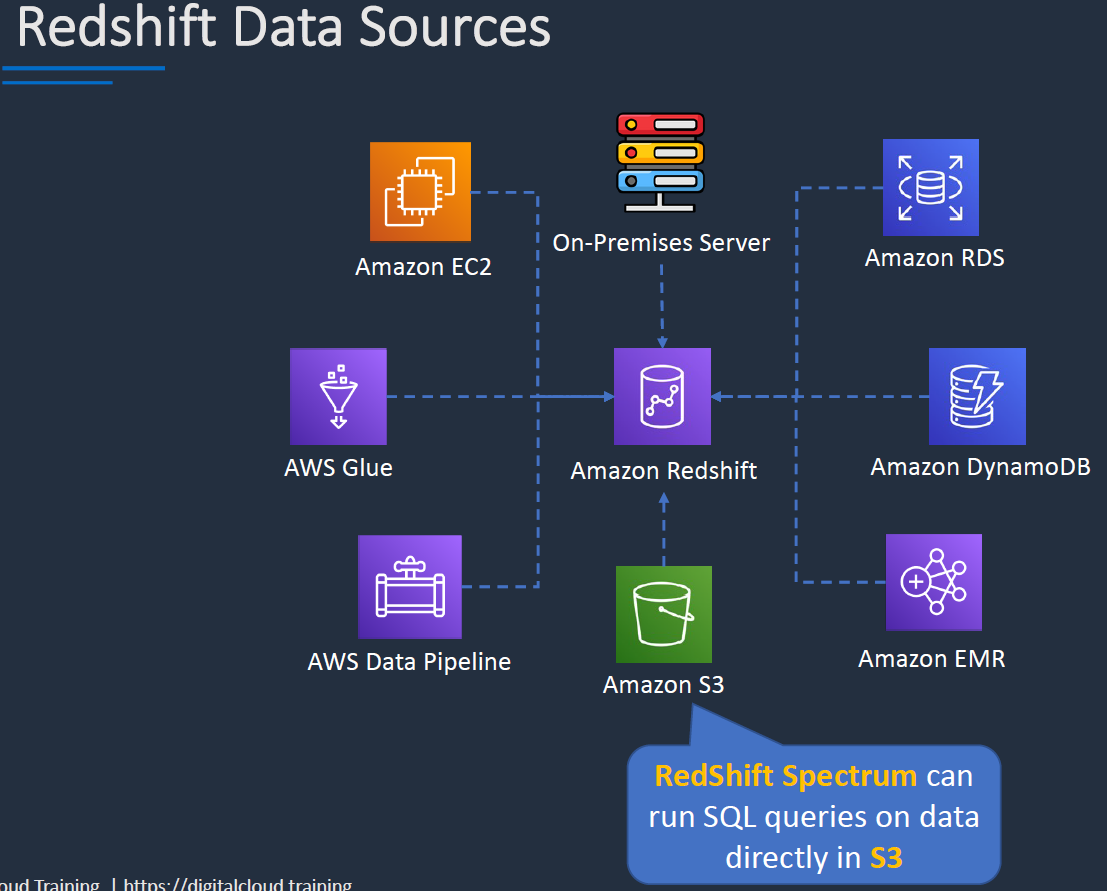 Redshift Data Sources
On-Premises Server
Amazon EC2
Amazon RDS
AWS Glue
Amazon Redshift
Amazon DynamoDB
AWS Data Pipeline
Amazon S3
Amazon EMR
RedShift Spectrum can
run SQL queries on data
directly in S3
oud Training | https://digitalcloud.training